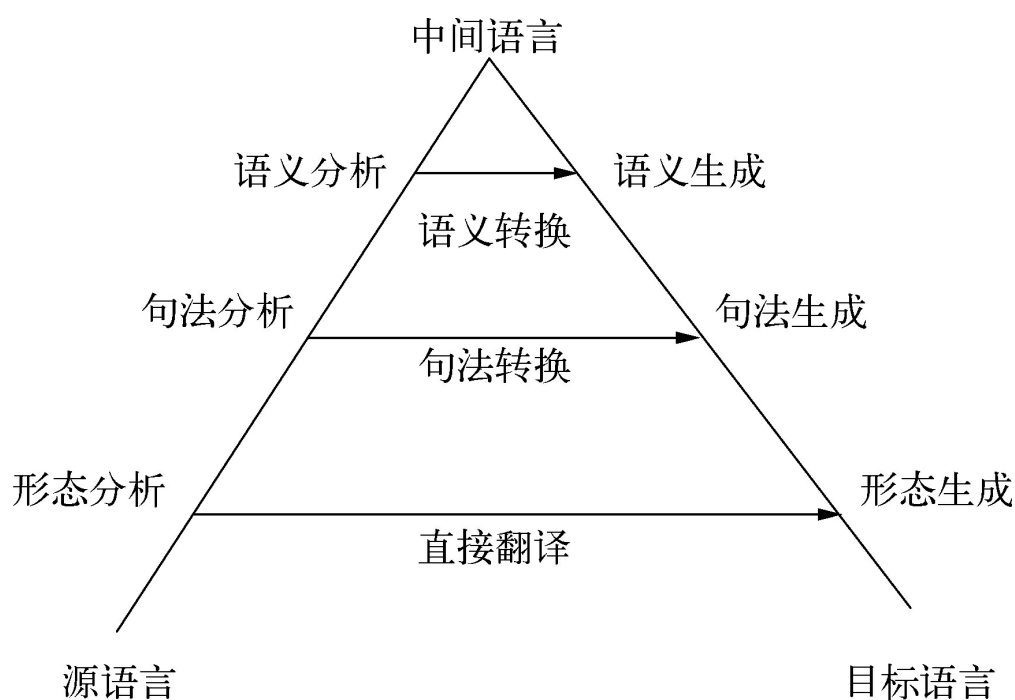 中间语言
语义分析
语义生成
语义转换
句法分析
句法生成
句法转换
形态分析
形态生成
直接翻译
源语言
目标语言